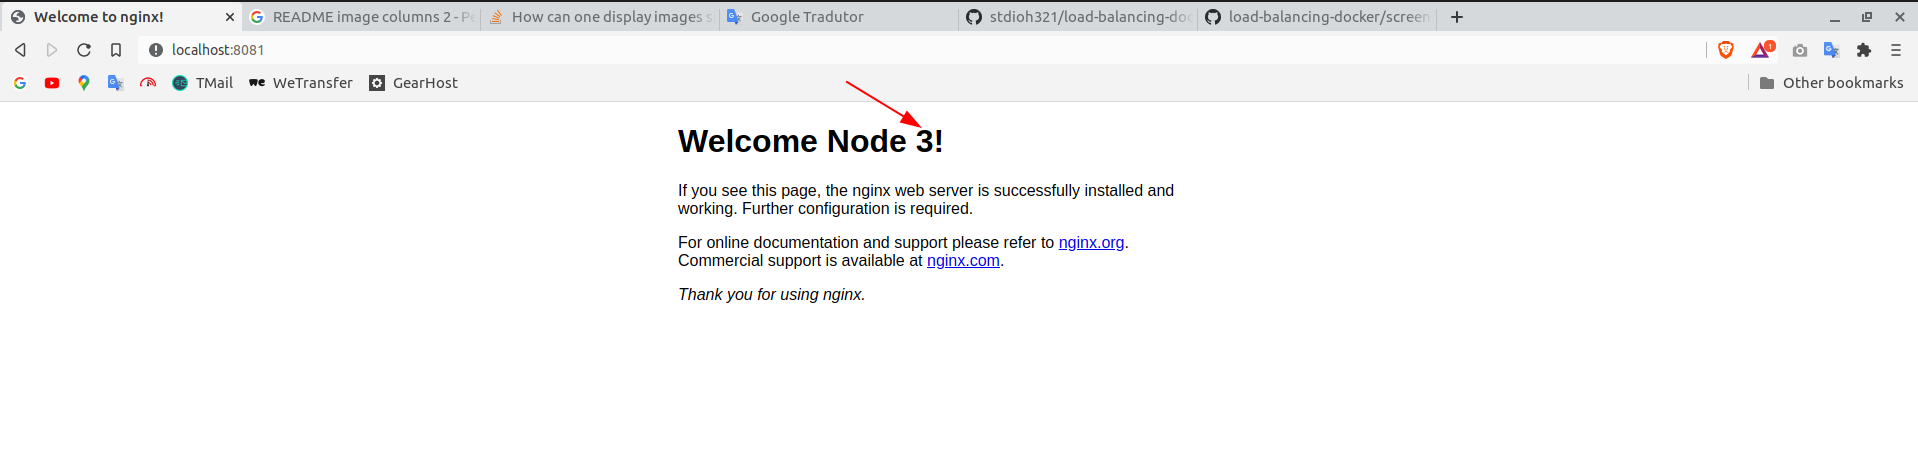 Welcome to nginx!
README image columns 2 - Pe
How can one display images s
Google Tradutor
stdioh321/load-balancing-doc
load-balancing-docker/screen
localhost:8081
1
TMail
WeTransfer
GearHost
Other bookmarks
Welcome Node 3!
If you see this page, the nginx web server is successfully installed and
working. Further configuration is required.
For online documentation and support please refer to nginx.org.
Commercial support is available at nginx.com.
Thank you for using nginx.